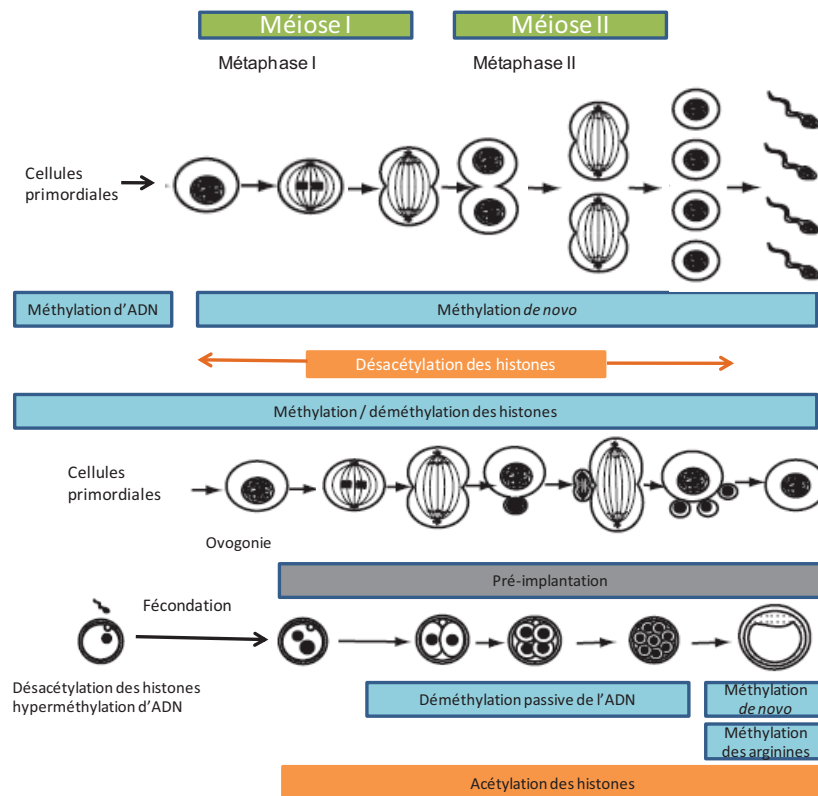 Méiose I
Méiose II
Métaphase I
Métaphase II
Cellules
primordiales
Méthylation d'ADN
Méthylation de novo
Désacétylation des histones
Méthylation / déméthylation des histones
Cellules
primordiales
Ovogonie
Pré-implantation
Fécondation
Désacétylation des histones
hyperméthylation d'ADN
Déméthylation passive de l'ADN
Méthylation
de novo
Méthylation
des arginines
Acétylation des histones